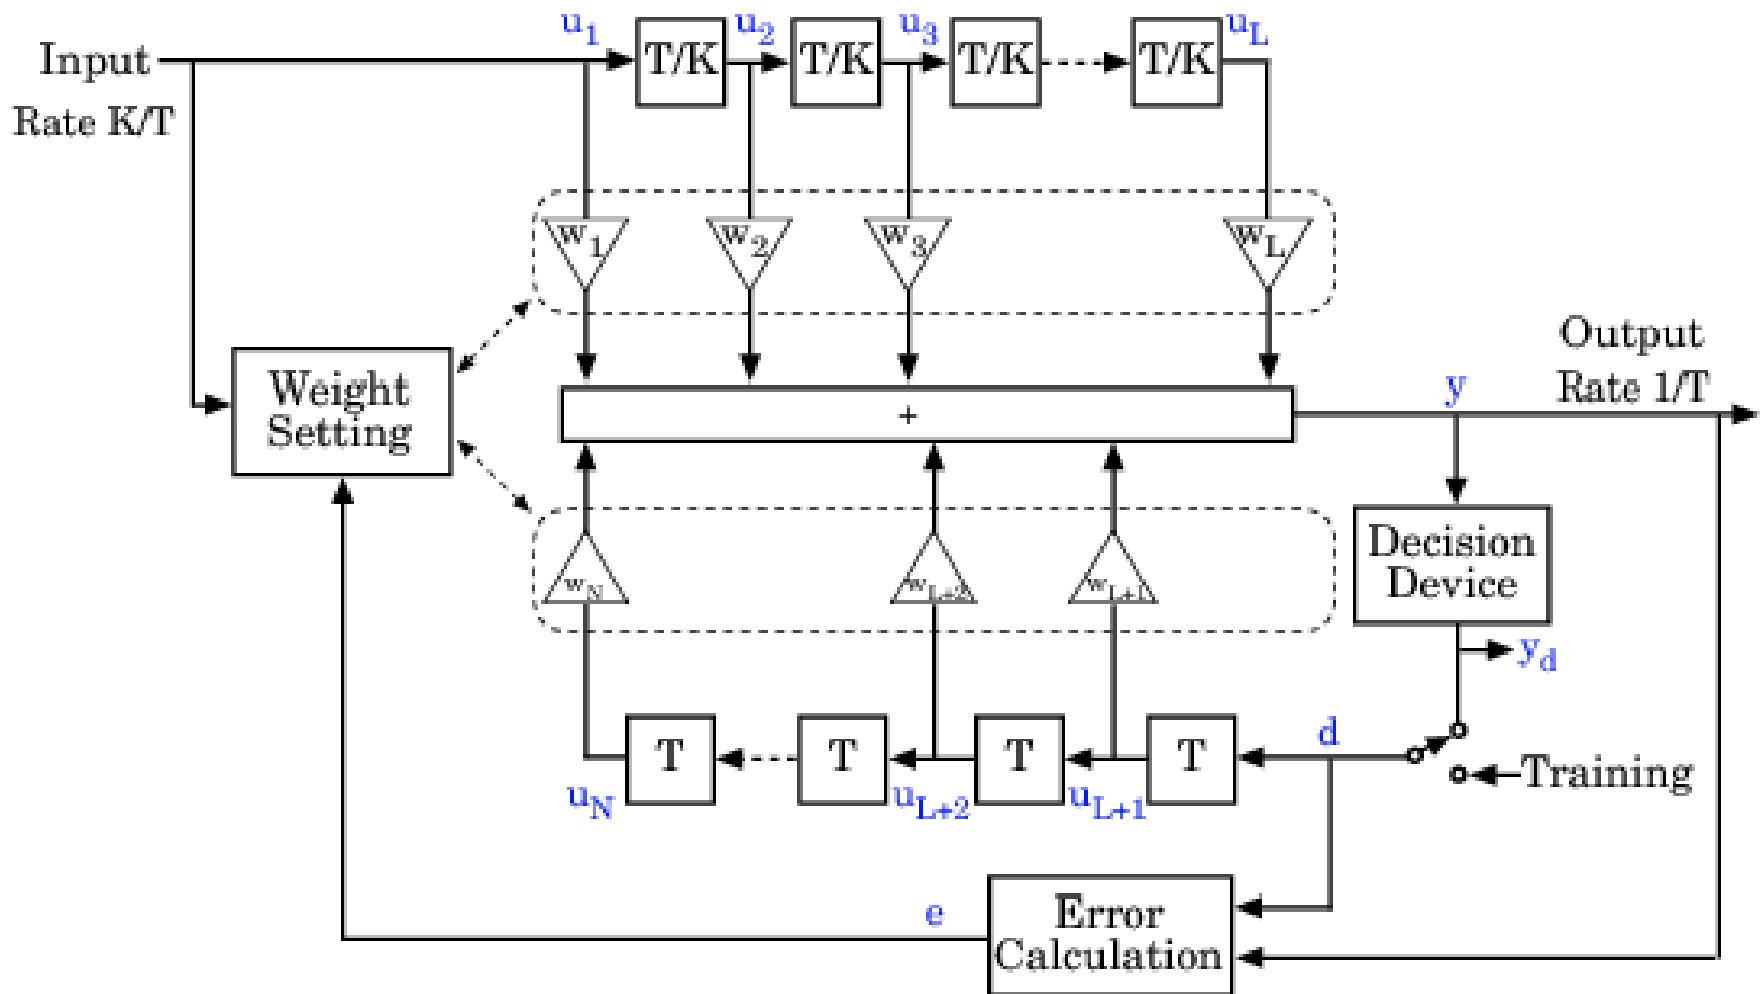 u1
u2
u3
uL
Input
T/K
T/K
T/K
T/K
Rate K/T
w1
w2
w3
wL
Output
Weight
Setting
+
y
Rate 1/T
Decision
Device
wN
wL+2
wL+1
yd
d
T
T
T
T
Training
uN
uL+2
uL+1
e
Error
Calculation